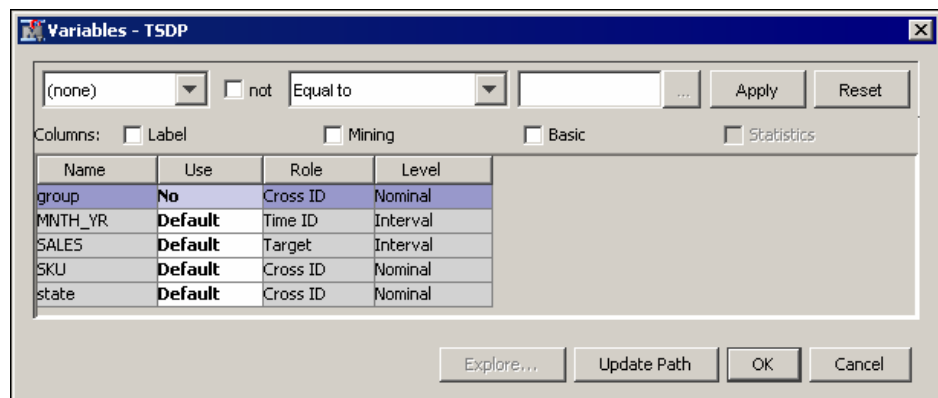 Variables - TSDP
(none) not Equal to ... Apply Reset
Columns: Label Mining Basic Statistics
Name Use Role Level
group No Cross ID Nominal
MNTH_YR Default Time ID Interval
SALES Default Target Interval
SKU Default Cross ID Nominal
state Default Cross ID Nominal
Explore... Update Path OK Cancel